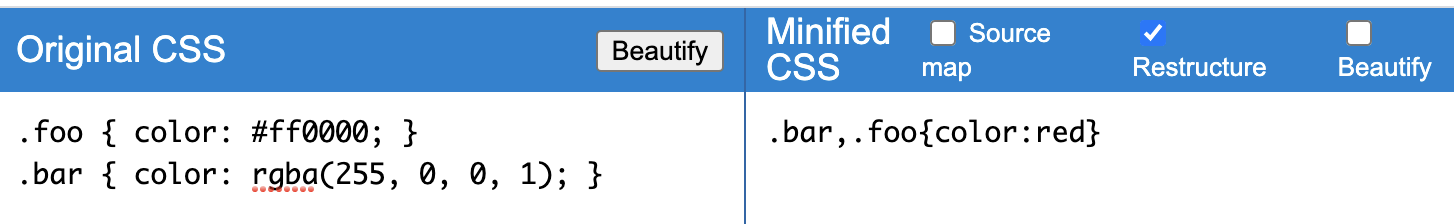 Original CSS
Beautify
.foo { color: #ff0000; }
.bar { color: rgba(255, 0, 0, 1); }
Minified
CSS
Source
map
Restructure
Beautify
.bar,.foo{color:red}